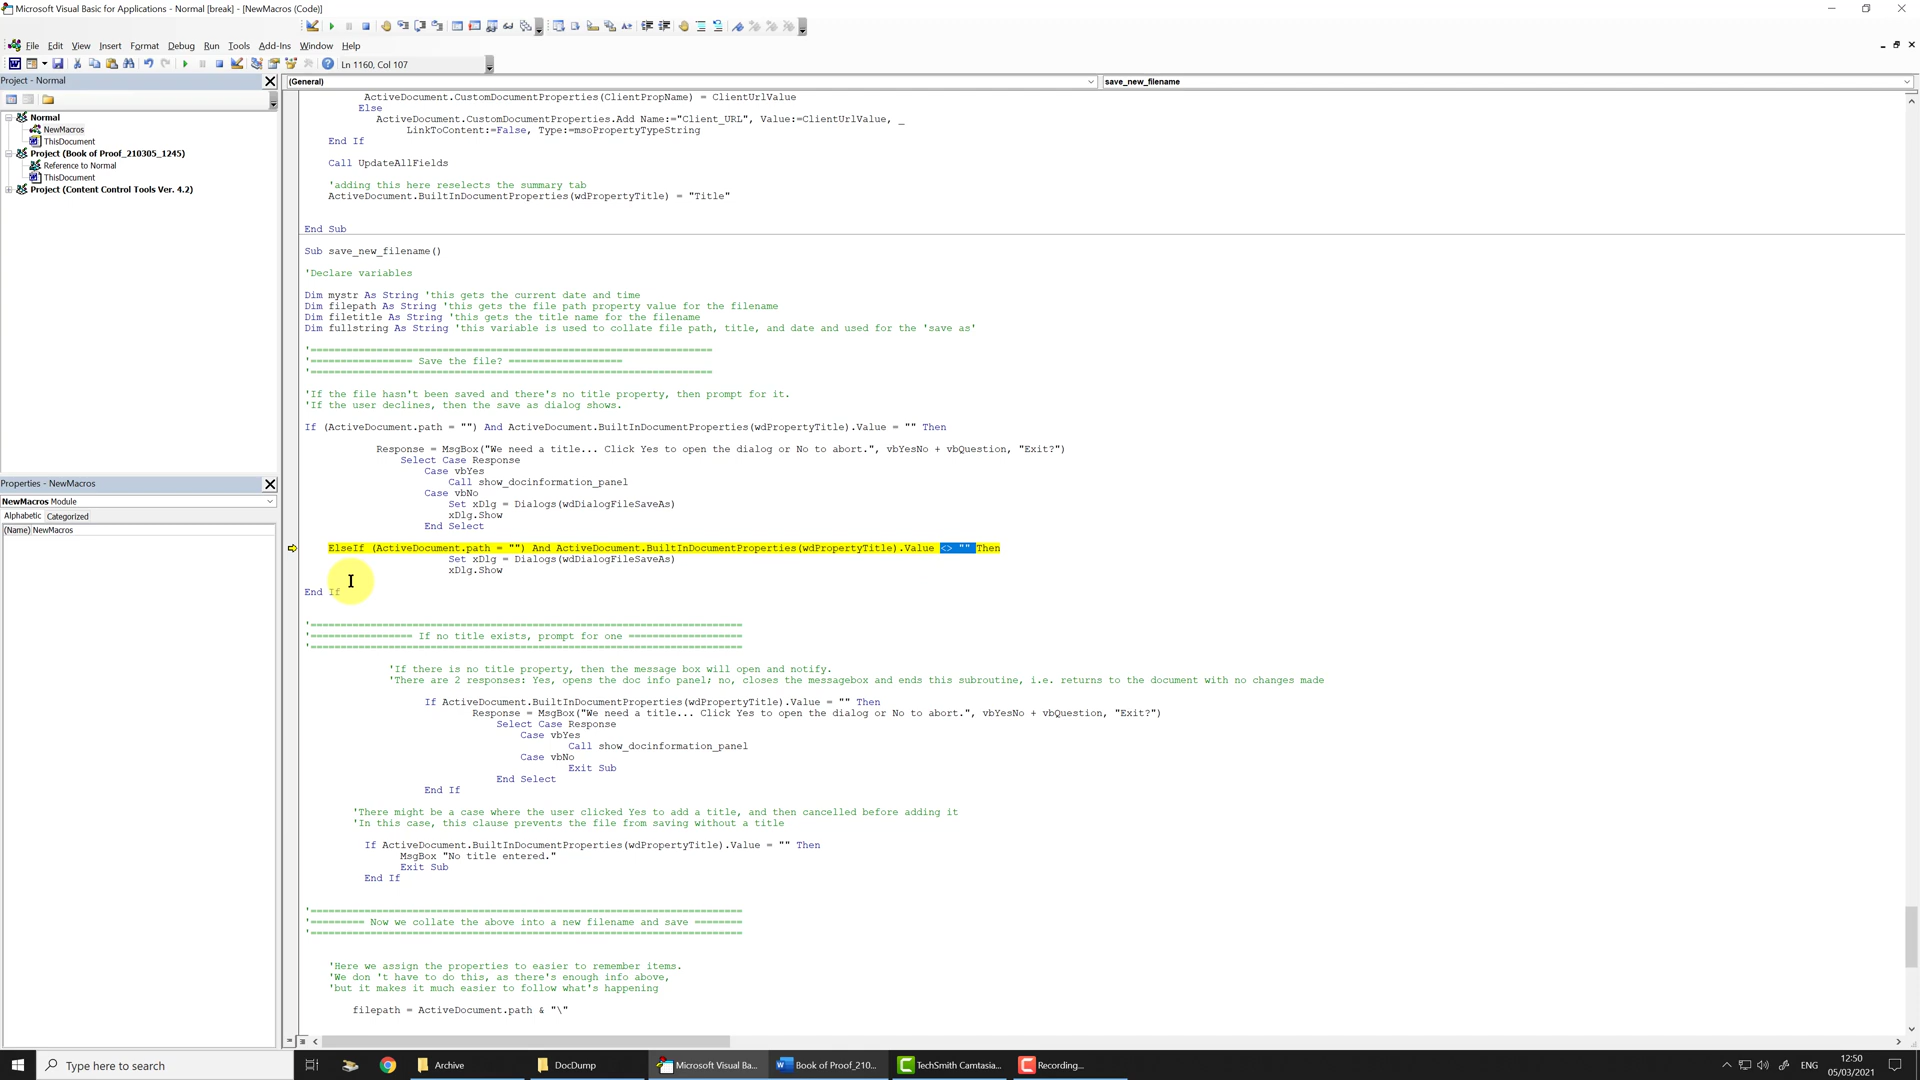 Microsoft Visual Basic for Applications - Normal [break] - [NewMacros (Code)]
File Edit View Insert Format Debug Run Tools Add-Ins Window Help
Ln 1160, Col 107
Project - Normal
(General)
save_new_filename
Normal
NewMacros
ThisDocument
Project (Book of Proof_210305_1245)
Reference to Normal
ThisDocument
Project (Content Control Tools Ver. 4.2)
Properties - NewMacros
NewMacros Module
Alphabetic Categorized
(Name) NewMacros
ActiveDocument.CustomDocumentProperties(ClientPropName) = ClientUrlValue
Else
ActiveDocument.CustomDocumentProperties.Add Name:="Client_URL", Value:=ClientUrlValue, _
LinkToContent:=False, Type:=msoPropertyTypeString
End If
Call UpdateAllFields
'adding this here reselects the summary tab
ActiveDocument.BuiltInDocumentProperties(wdPropertyTitle) = "Title"
End Sub
Sub save_new_filename()
'Declare variables
Dim mystr As String 'this gets the current date and time
Dim filepath As String 'this gets the file path property value for the filename
Dim filetitle As String 'this gets the title name for the filename
Dim fullstring As String 'this variable is used to collate file path, title, and date and used for the 'save as'
'===================================================================
'================= Save the file? ===================
'===================================================================
'If the file hasn't been saved and there's no title property, then prompt for it.
'If the user declines, then the save as dialog shows.
If (ActiveDocument.path = "") And ActiveDocument.BuiltInDocumentProperties(wdPropertyTitle).Value = "" Then
Response = MsgBox("We need a title... Click Yes to open the dialog or No to abort.", vbYesNo + vbQuestion, "Exit?")
Select Case Response
Case vbYes
Call show_docinformation_panel
Case vbNo
Set xDlg = Dialogs(wdDialogFileSaveAs)
xDlg.Show
End Select
ElseIf (ActiveDocument.path = "") And ActiveDocument.BuiltInDocumentProperties(wdPropertyTitle).Value <> "" Then
Set xDlg = Dialogs(wdDialogFileSaveAs)
xDlg.Show
End If
'========================================================================
'================= If no title exists, prompt for one ===================
'========================================================================
'If there is no title property, then the message box will open and notify.
'There are 2 responses: Yes, opens the doc info panel; no, closes the messagebox and ends this subroutine, i.e. returns to the document with no changes made
If ActiveDocument.BuiltInDocumentProperties(wdPropertyTitle).Value = "" Then
Response = MsgBox("We need a title... Click Yes to open the dialog or No to abort.", vbYesNo + vbQuestion, "Exit?")
Select Case Response
Case vbYes
Call show_docinformation_panel
Case vbNo
Exit Sub
End Select
End If
'There might be a case where the user clicked Yes to add a title, and then cancelled before adding it
'In this case, this clause prevents the file from saving without a title
If ActiveDocument.BuiltInDocumentProperties(wdPropertyTitle).Value = "" Then
MsgBox "No title entered."
Exit Sub
End If
'========================================================================
'========= Now we collate the above into a new filename and save ========
'========================================================================
'Here we assign the properties to easier to remember items.
'We don 't have to do this, as there's enough info above,
'but it makes it much easier to follow what's happening
filepath = ActiveDocument.path & "\"
Type here to search
Archive
DocDump
Microsoft Visual Ba...
Book of Proof_210...
TechSmith Camtasia...
Recording...
ENG
12:50
05/03/2021